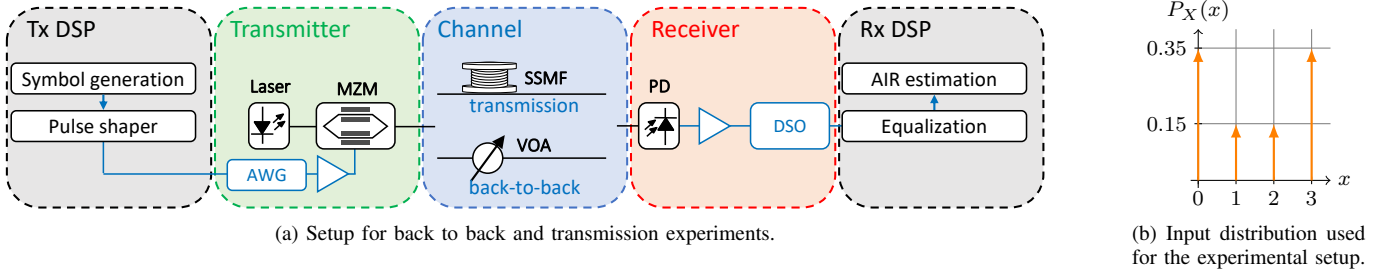 Tx DSP
Symbol generation
Pulse shaper
Transmitter
Laser
MZM
AWG
Channel
SSMF
transmission
VOA
back-to-back
Receiver
PD
DSO
Rx DSP
AIR estimation
Equalization
(a) Setup for back to back and transmission experiments.
P_X(x)
0.35
0.15
0 1 2 3 x
(b) Input distribution used
for the experimental setup.